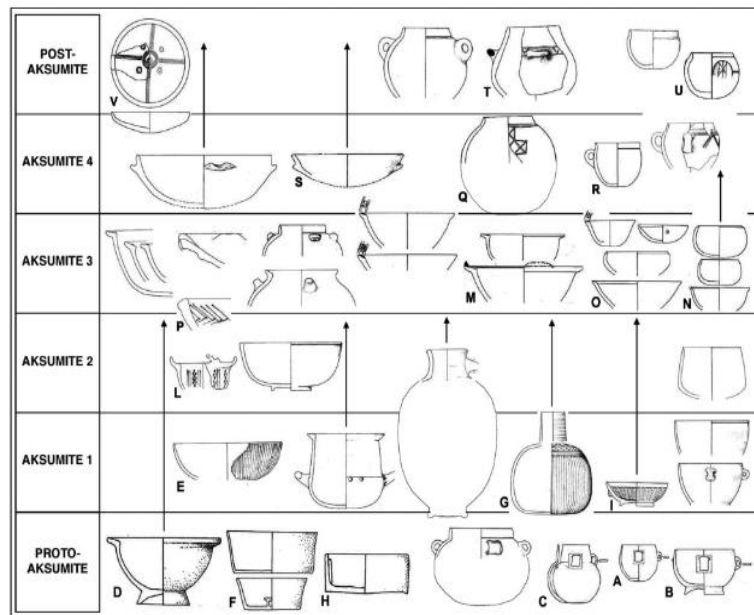 POST-
AKSUMITE
V
T
U
AKSUMITE 4
S
Q
R
AKSUMITE 3
P
M
O
N
AKSUMITE 2
L
AKSUMITE 1
E
G
I
PROTO-
AKSUMITE
D
F
H
C
A
B